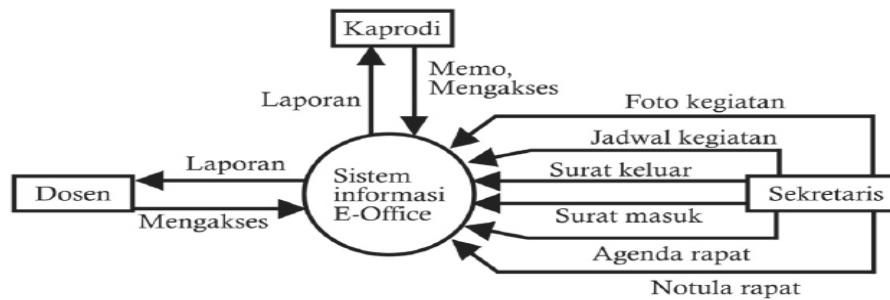 Kaprodi
Memo,
Mengakses
Laporan
Foto kegiatan
Jadwal kegiatan
Laporan
Surat keluar
Sistem
informasi
E-Office
Dosen
Sekretaris
Mengakses
Surat masuk
Agenda rapat
Notula rapat